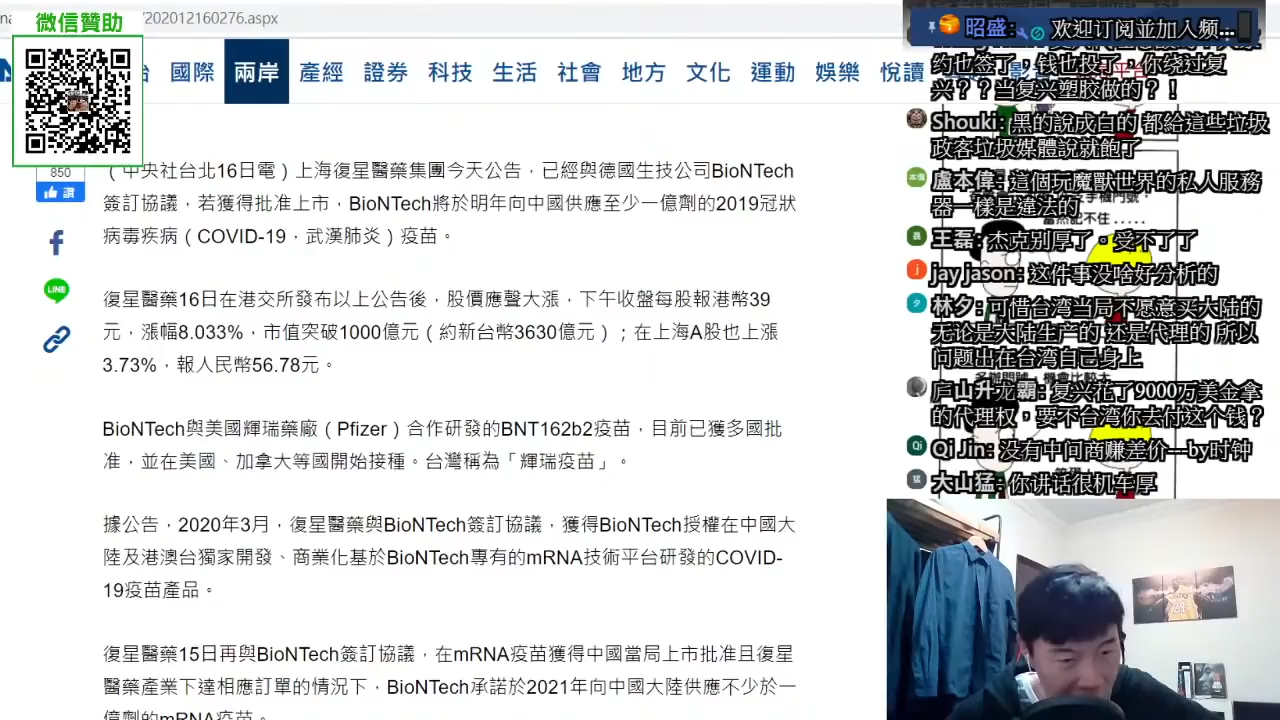 /202012160276.aspx
微信贊助
國際 兩岸 產經 證券 科技 生活 社會 地方 文化 運動 娛樂 悅讀
850
讚
LINE
（中央社台北16日電）上海復星醫藥集團今天公告，已經與德國生技公司BioNTech
簽訂協議，若獲得批准上市，BioNTech將於明年向中國供應至少一億劑的2019冠狀
病毒疾病（COVID-19，武漢肺炎）疫苗。
復星醫藥16日在港交所發布以上公告後，股價應聲大漲，下午收盤每股報港幣39
元，漲幅8.033%，市值突破1000億元（約新台幣3630億元）；在上海A股也上漲
3.73%，報人民幣56.78元。
BioNTech與美國輝瑞藥廠（Pfizer）合作研發的BNT162b2疫苗，目前已獲多國批
准，並在美國、加拿大等國開始接種。台灣稱為「輝瑞疫苗」。
據公告，2020年3月，復星醫藥與BioNTech簽訂協議，獲得BioNTech授權在中國大
陸及港澳台獨家開發、商業化基於BioNTech專有的mRNA技術平台研發的COVID-
19疫苗產品。
復星醫藥15日再與BioNTech簽訂協議，在mRNA疫苗獲得中國當局上市批准且復星
醫藥產業下達相應訂單的情況下，BioNTech承諾於2021年向中國大陸供應不少於一
億劑的mRNA疫苗。
昭盛: 欢迎订阅並加入频...
约也签了，钱也投了，你绕过复
兴？？当复兴塑胶做的？！
Shouki: 黑的說成白的 都給這些垃圾
政客垃圾媒體說就飽了
盧本偉: 這個玩魔獸世界的私人服務
器一樣是違法的
王磊: 杰克别厚了。受不了了
jay jason: 这件事没啥好分析的
林夕: 可惜台湾当局不愿意买大陆的
无论是大陆生产的 还是代理的 所以
问题出在台湾自己身上
庐山升龙霸: 复兴花了9000万美金拿
的代理权，要不台湾你去付这个钱？
Qi Jin: 没有中间商赚差价---by时钟
大山猛: 你讲话很机车厚